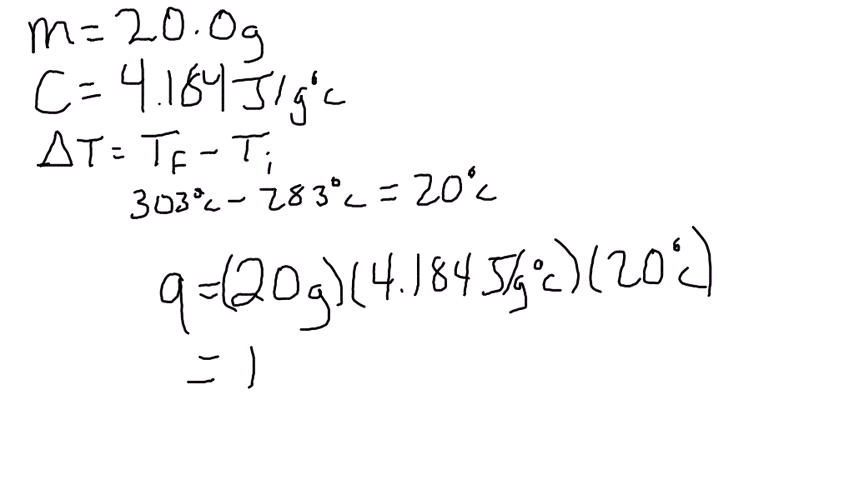 m = 20.0g
C = 4.184 J/g°C
ΔT = TF - Ti
303°C - 283°C = 20°C
q = (20g)(4.184 J/g°C)(20°C)
= 1